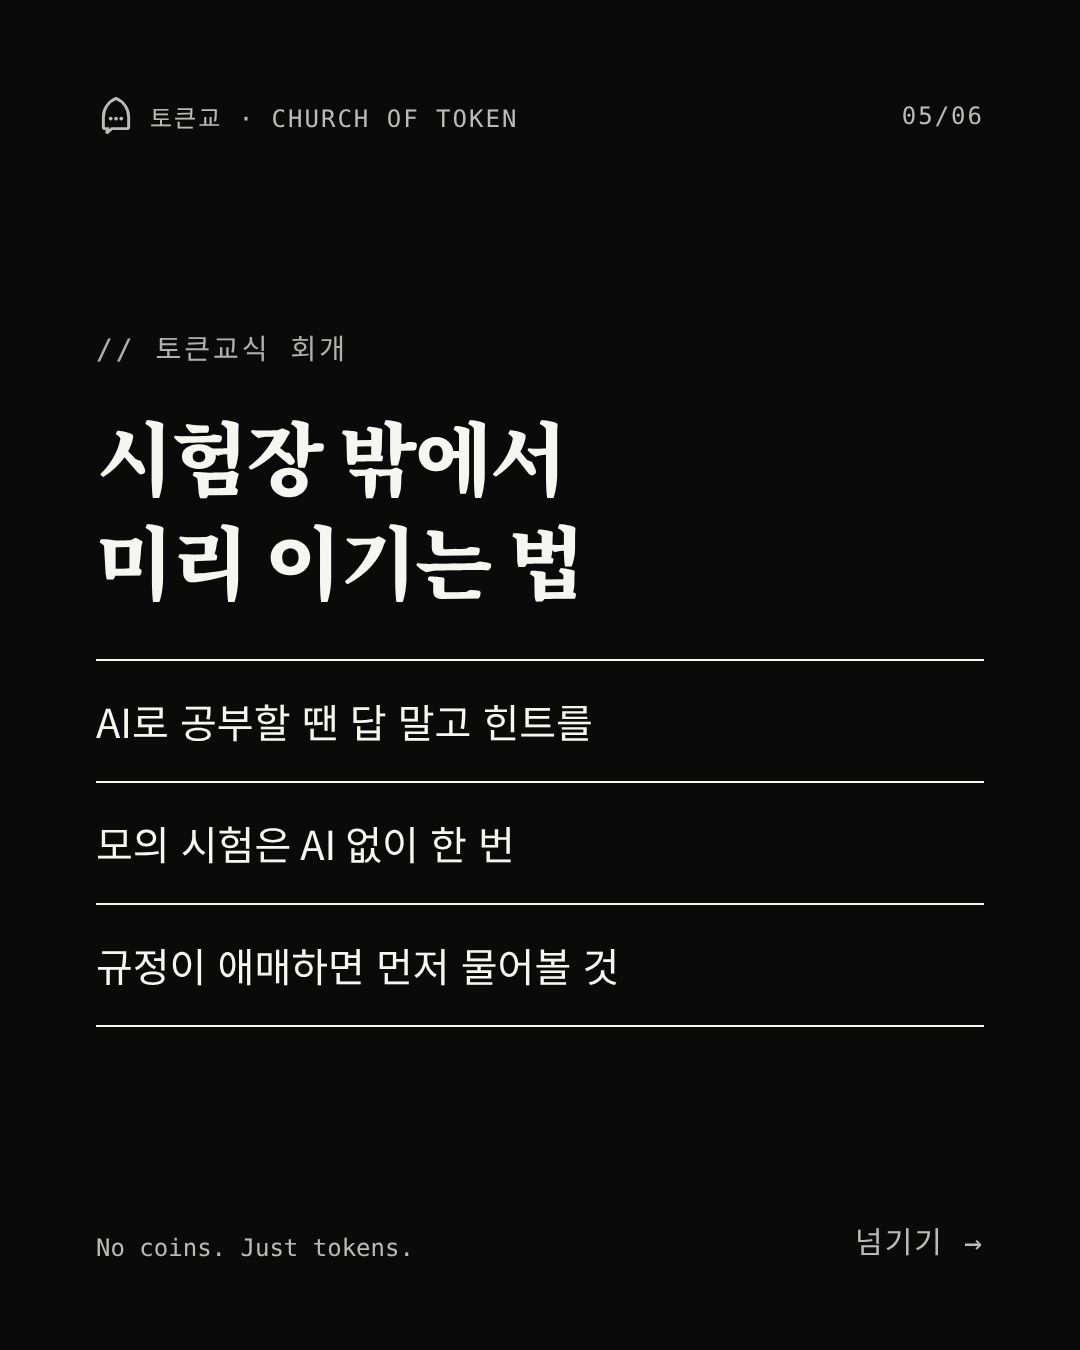 토큰교 · CHURCH OF TOKEN
05/06
// 토큰교식 회개
시험장 밖에서
미리 이기는 법
AI로 공부할 땐 답 말고 힌트를
모의 시험은 AI 없이 한 번
규정이 애매하면 먼저 물어볼 것
No coins. Just tokens.
넘기기 →